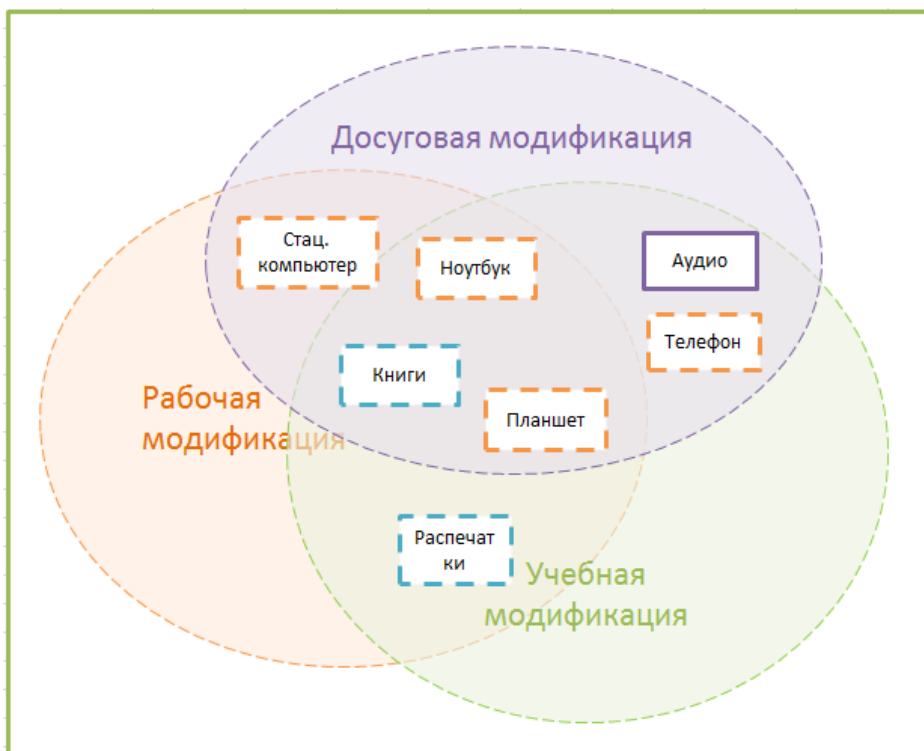 Досуговая модификация
Стац.
компьютер
Ноутбук
Аудио
Телефон
Книги
Планшет
Рабочая
модификация
Распечат
ки
Учебная
модификация